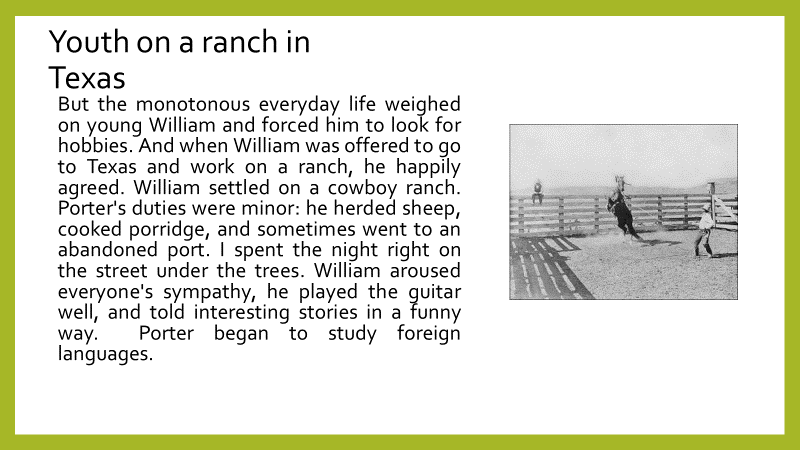 Youth on a ranch in
Texas
But the monotonous everyday life weighed
on young William and forced him to look for
hobbies. And when William was offered to go
to Texas and work on a ranch, he happily
agreed. William settled on a cowboy ranch.
Porter's duties were minor: he herded sheep,
cooked porridge, and sometimes went to an
abandoned port. I spent the night right on
the street under the trees. William aroused
everyone's sympathy, he played the guitar
well, and told interesting stories in a funny
way. Porter began to study foreign
languages.